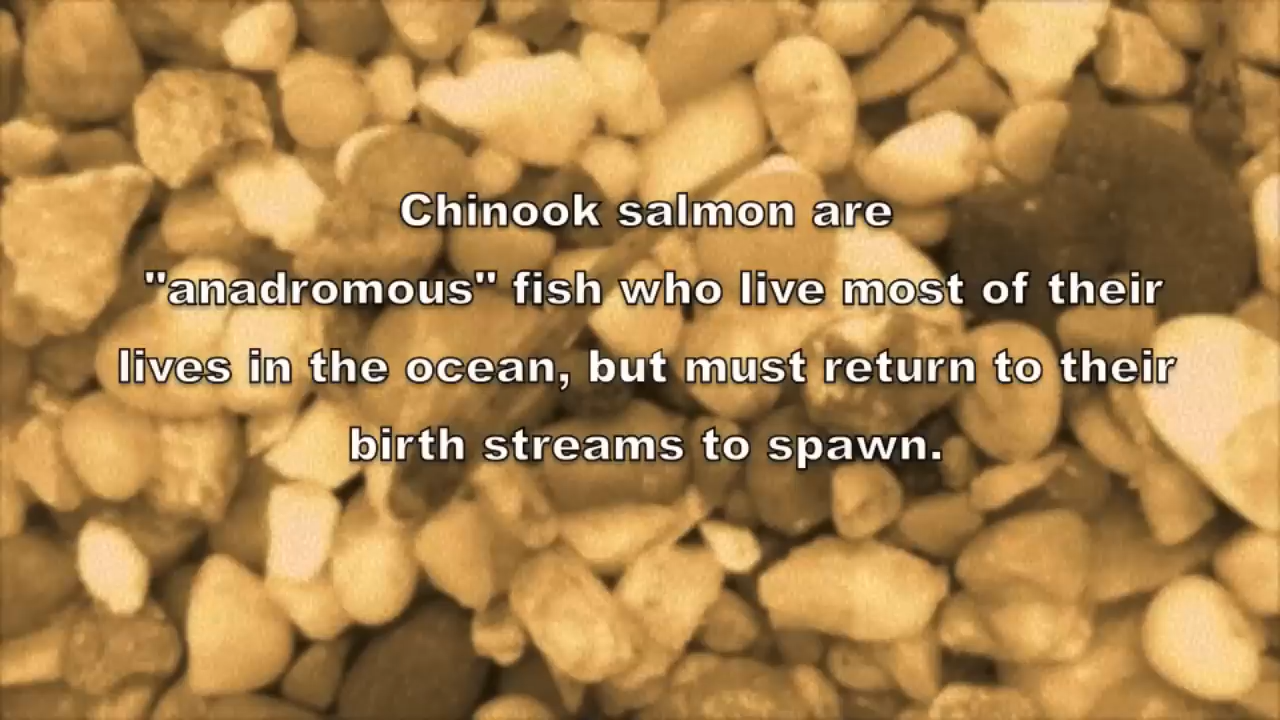 Chinook salmon are
"anadromous" fish who live most of their
lives in the ocean, but must return to their
birth streams to spawn.